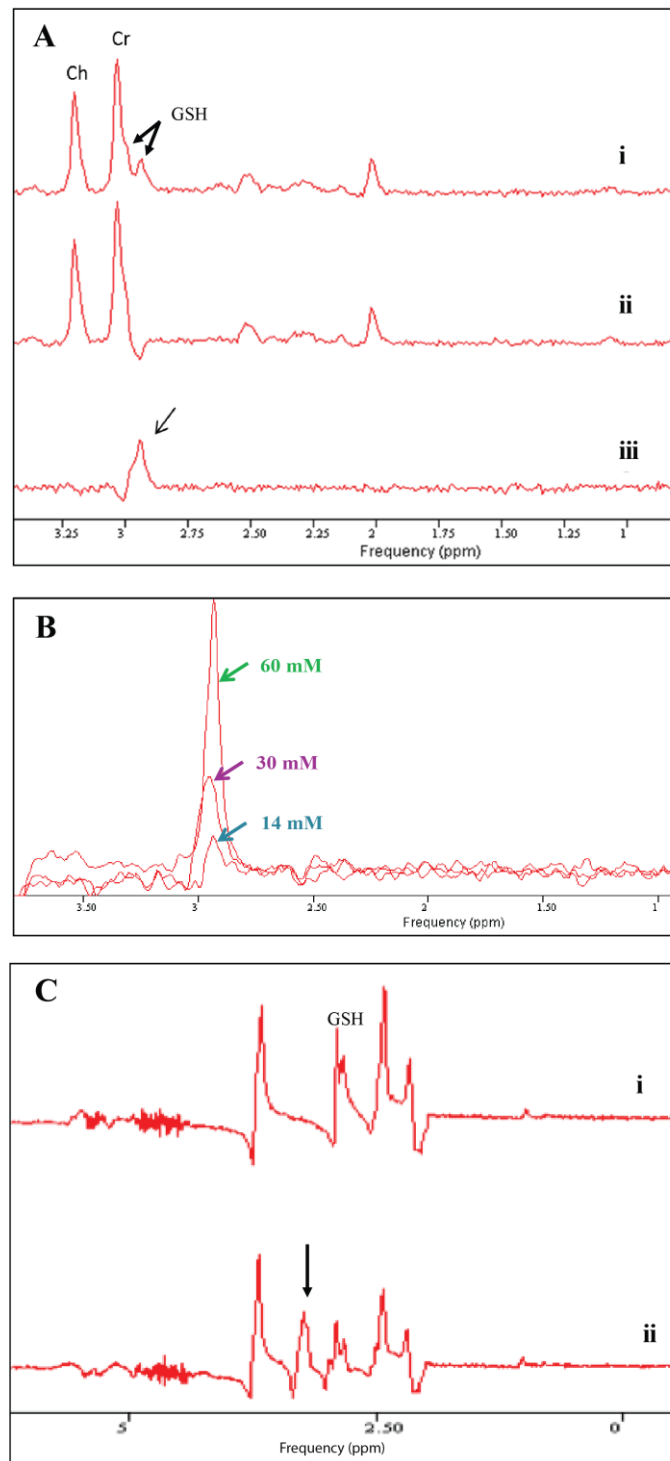 A
Ch
Cr
GSH
i
ii
iii
3.25 3 2.75 2.50 2.25 2 1.75 1.50 1.25 1
Frequency (ppm)
B
60 mM
30 mM
14 mM
3.50 3 2.50 2 1.50 1
Frequency (ppm)
C
GSH
i
ii
5 2.50 0
Frequency (ppm)